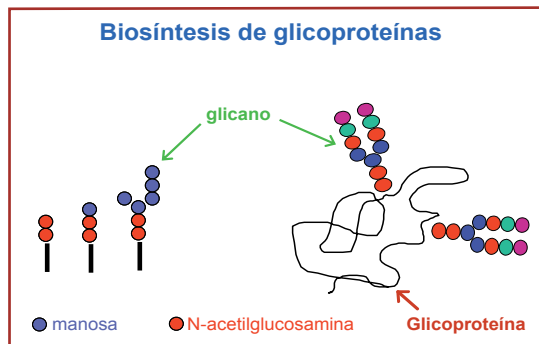 Biosíntesis de glicoproteínas
glicano
manosa
N-acetilglucosamina
Glicoproteína